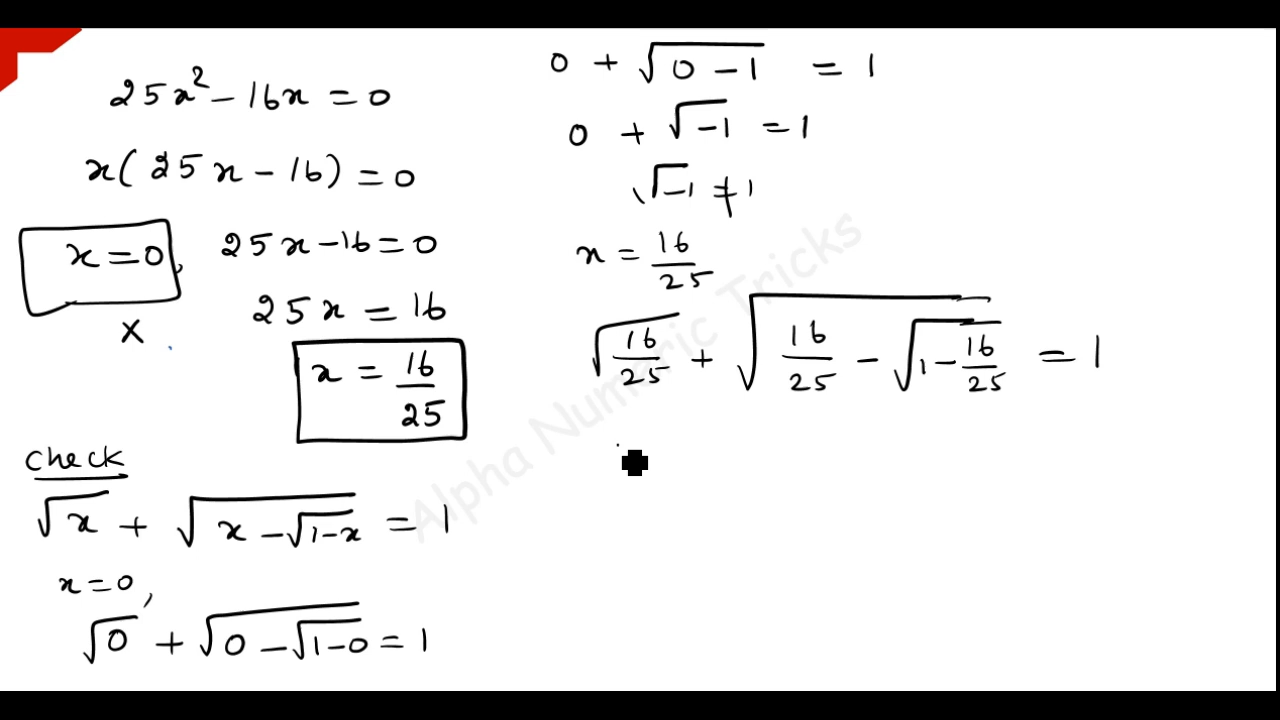 25x² - 16x = 0
x(25x - 16) = 0
x = 0, 25x - 16 = 0
x
25x = 16
x = 16/25
Check
√x + √(x - √(1-x)) = 1
x = 0,
√0 + √(0 - √(1-0)) = 1
0 + √(0 - 1) = 1
0 + √-1 = 1
√-1 ≠ 1
x = 16/25
√(16/25) + √(16/25 - √(1 - 16/25)) = 1
Alpha Numaric Tricks